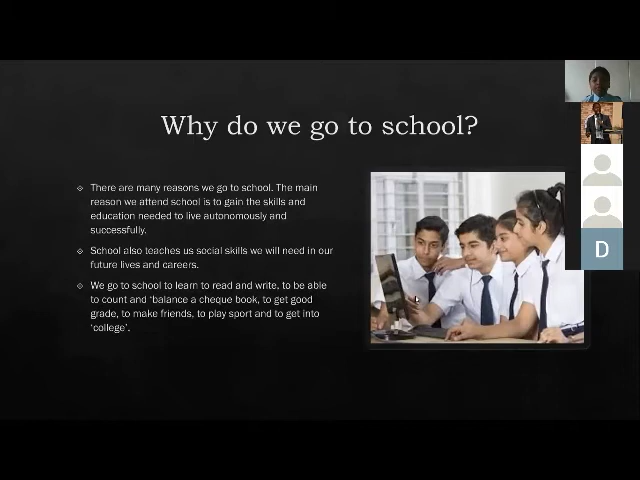 Why do we go to school?
There are many reasons we go to school. The main
reason we attend school is to gain the skills and
education needed to live autonomously and
successfully.
School also teaches us social skills we will need in our
future lives and careers.
We go to school to learn to read and write, to be able
to count and 'balance a cheque book, to get good
grade, to make friends, to play sport and to get into
'college'.
D